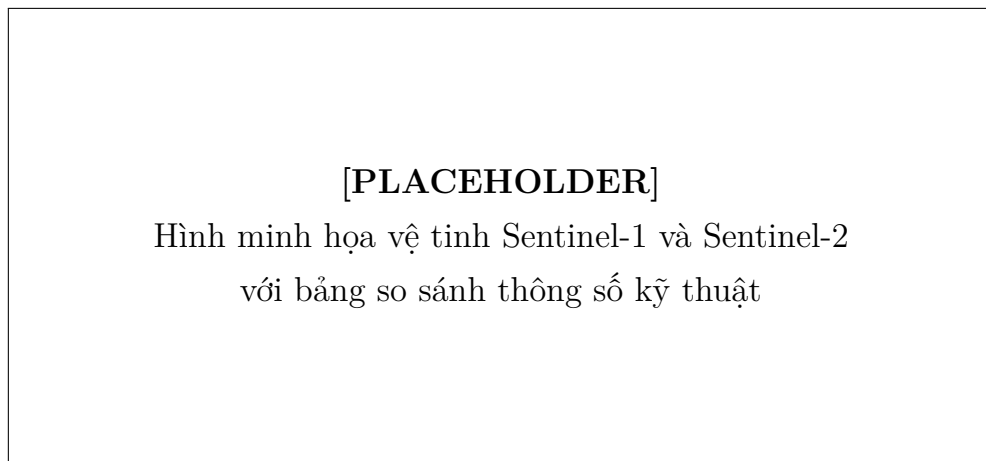 [PLACEHOLDER]
Hình minh họa vệ tinh Sentinel-1 và Sentinel-2
với bảng so sánh thông số kỹ thuật